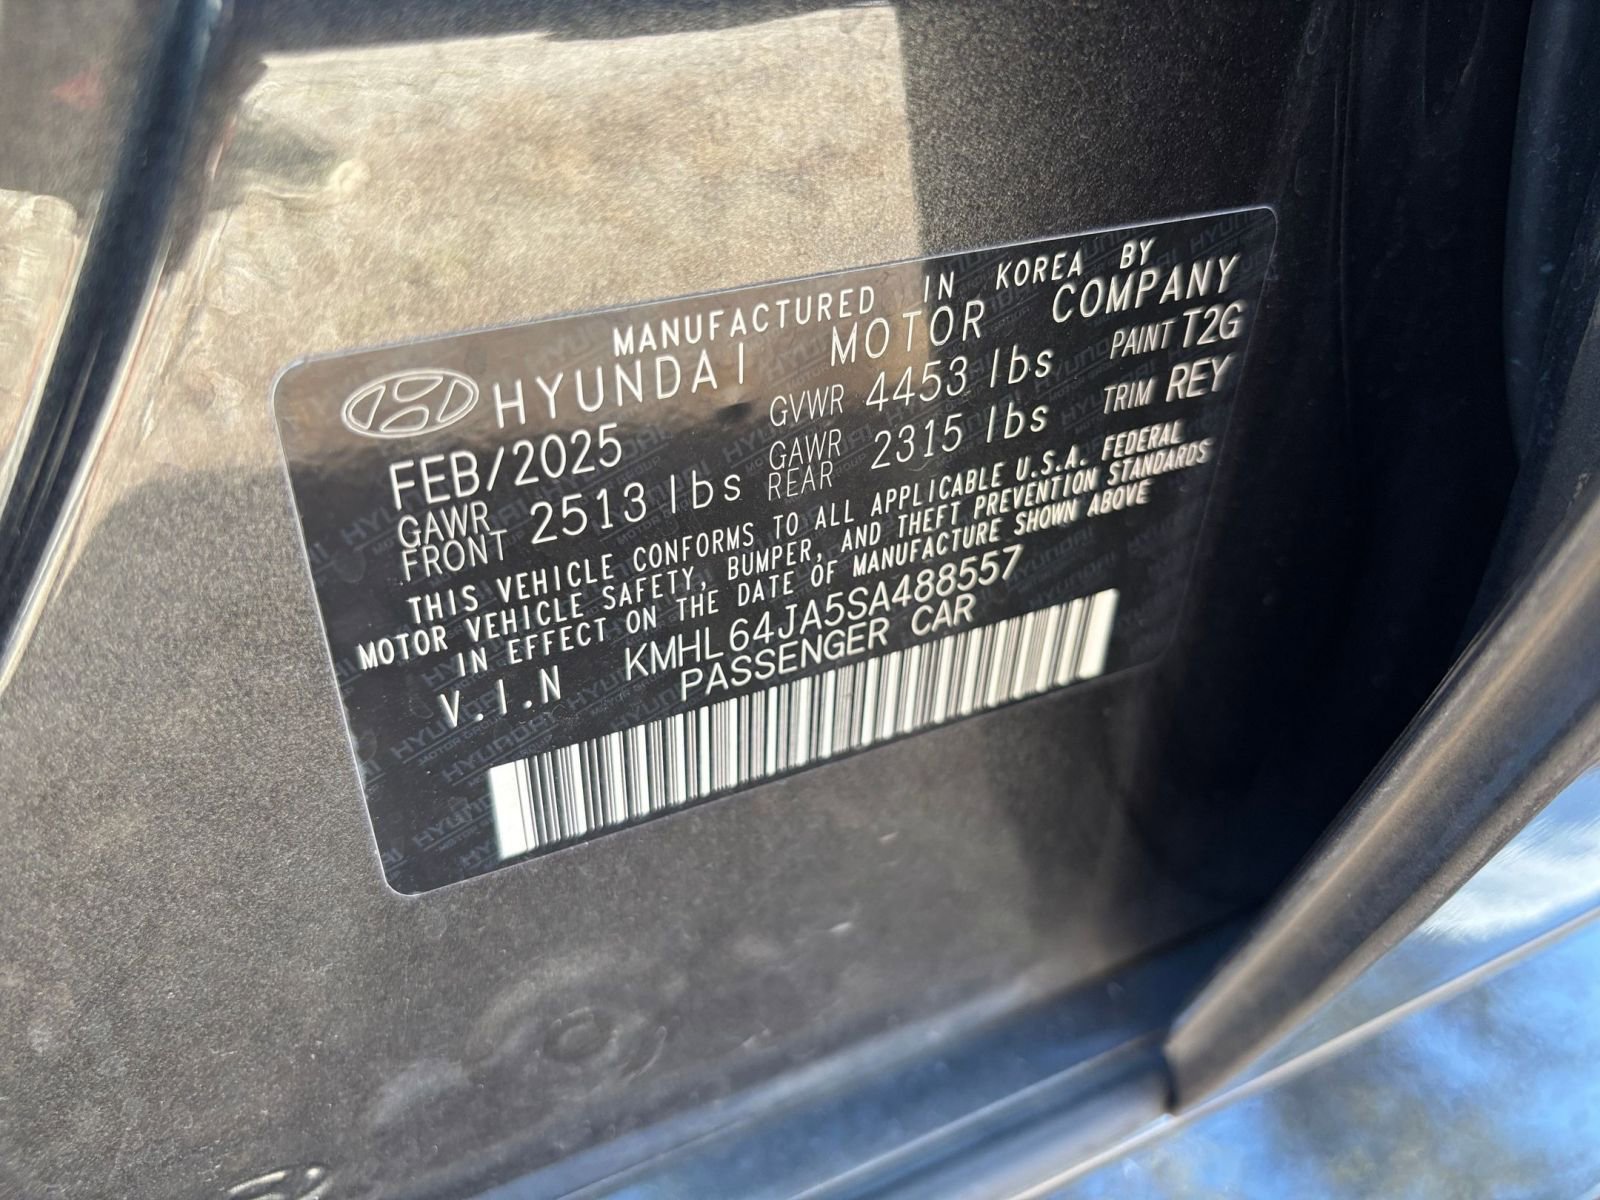 MANUFACTURED IN KOREA BY
HYUNDAI MOTOR COMPANY
FEB/2025 GVWR 4453 lbs PAINT T2G
GAWR FRONT 2513 lbs GAWR REAR 2315 lbs TRIM REY
THIS VEHICLE CONFORMS TO ALL APPLICABLE U.S.A. FEDERAL
MOTOR VEHICLE SAFETY, BUMPER, AND THEFT PREVENTION STANDARDS
IN EFFECT ON THE DATE OF MANUFACTURE SHOWN ABOVE
V.I.N KMHL64JA5SA488557
PASSENGER CAR